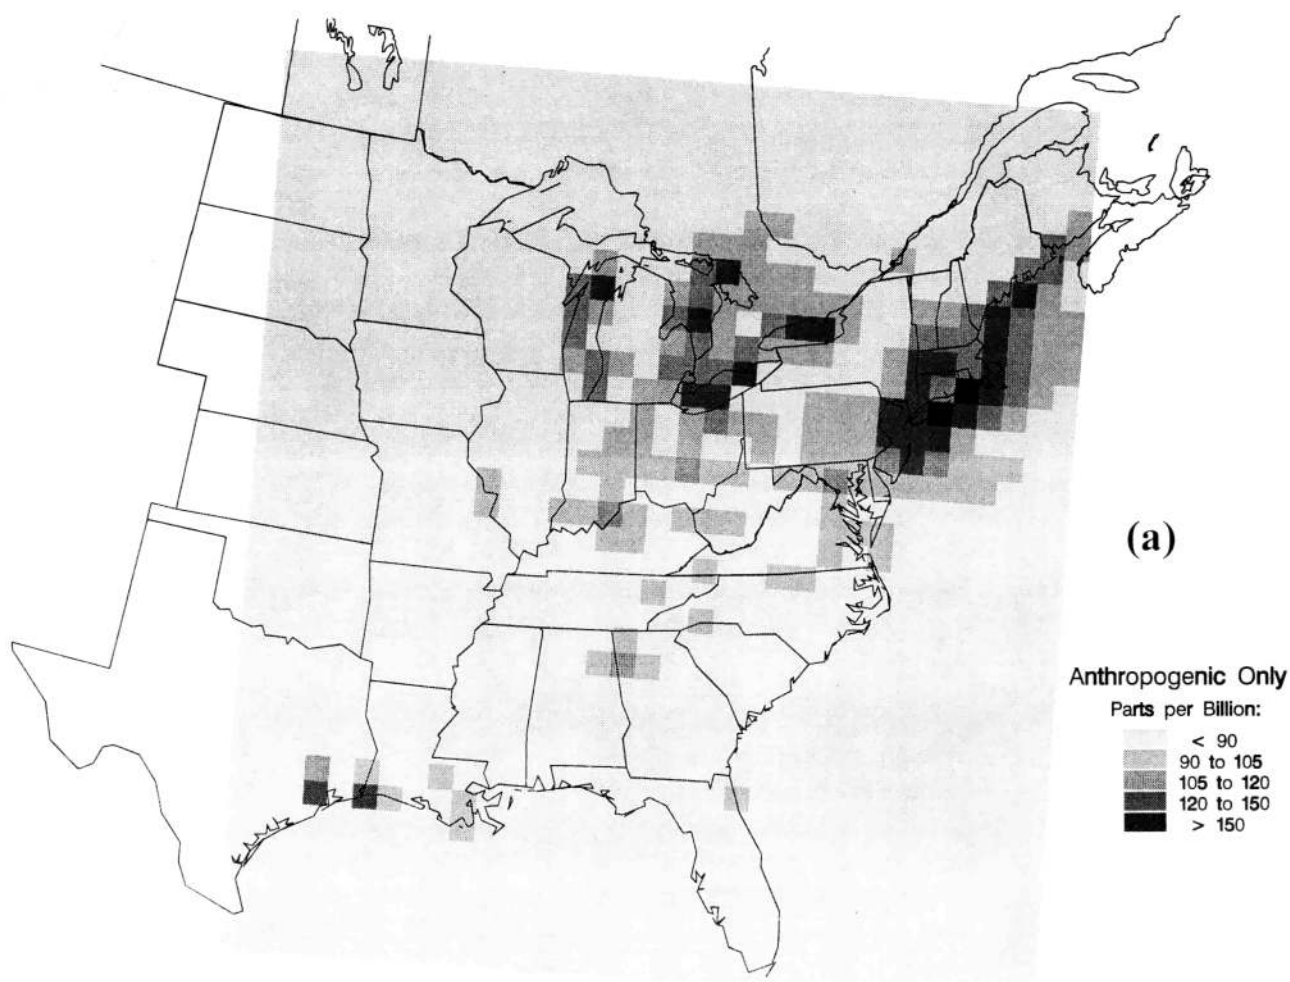 (a)
Anthropogenic Only
Parts per Billion:
< 90
90 to 105
105 to 120
120 to 150
> 150